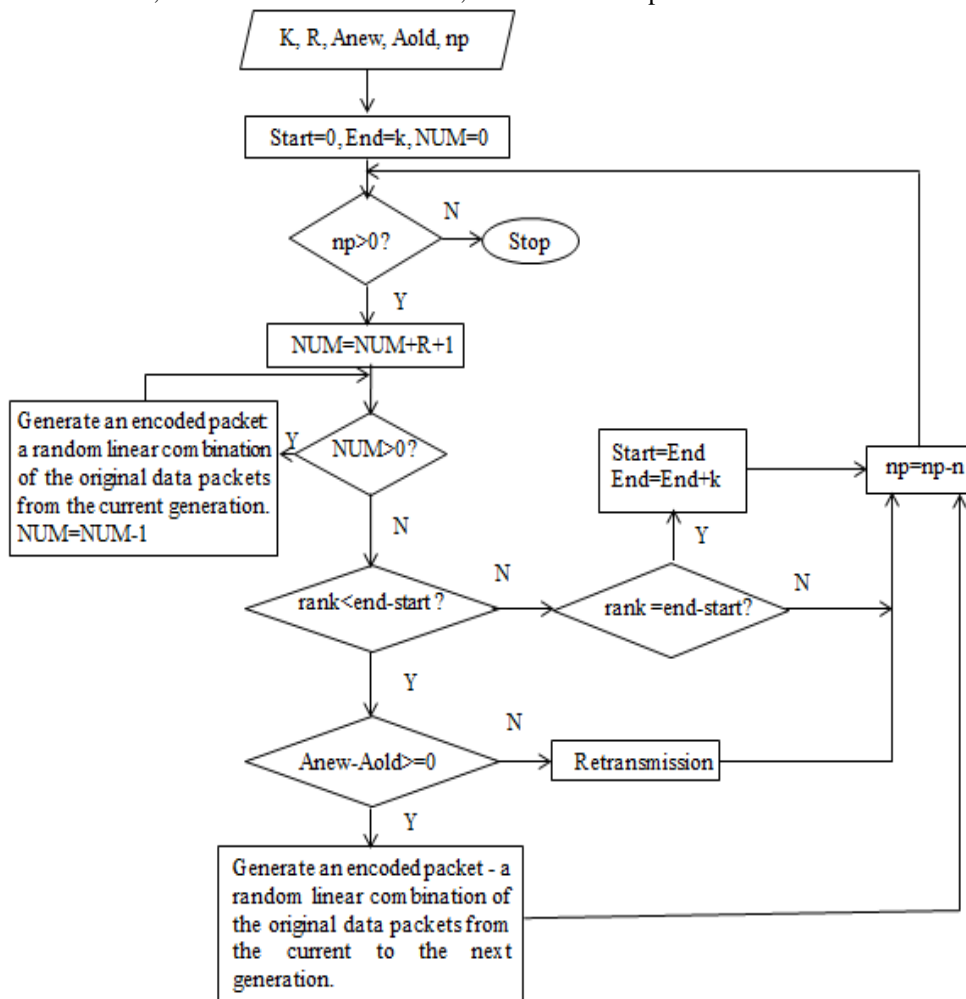 K, R, Anew, Aold, np
Start=0, End=k, NUM=0
np>0?
N
Stop
Y
NUM=NUM+R+1
Generate an encoded packet:
a random linear combination
of the original data packets
from the current generation.
NUM=NUM-1
Y
NUM>0?
N
Start=End
End=End+k
np=np-n
Y
rank<end-start ?
N
rank =end-start?
N
Y
Anew-Aold>=0
N
Retransmission
Y
Generate an encoded packet - a
random linear combination of
the original data packets from
the current to the next
generation.